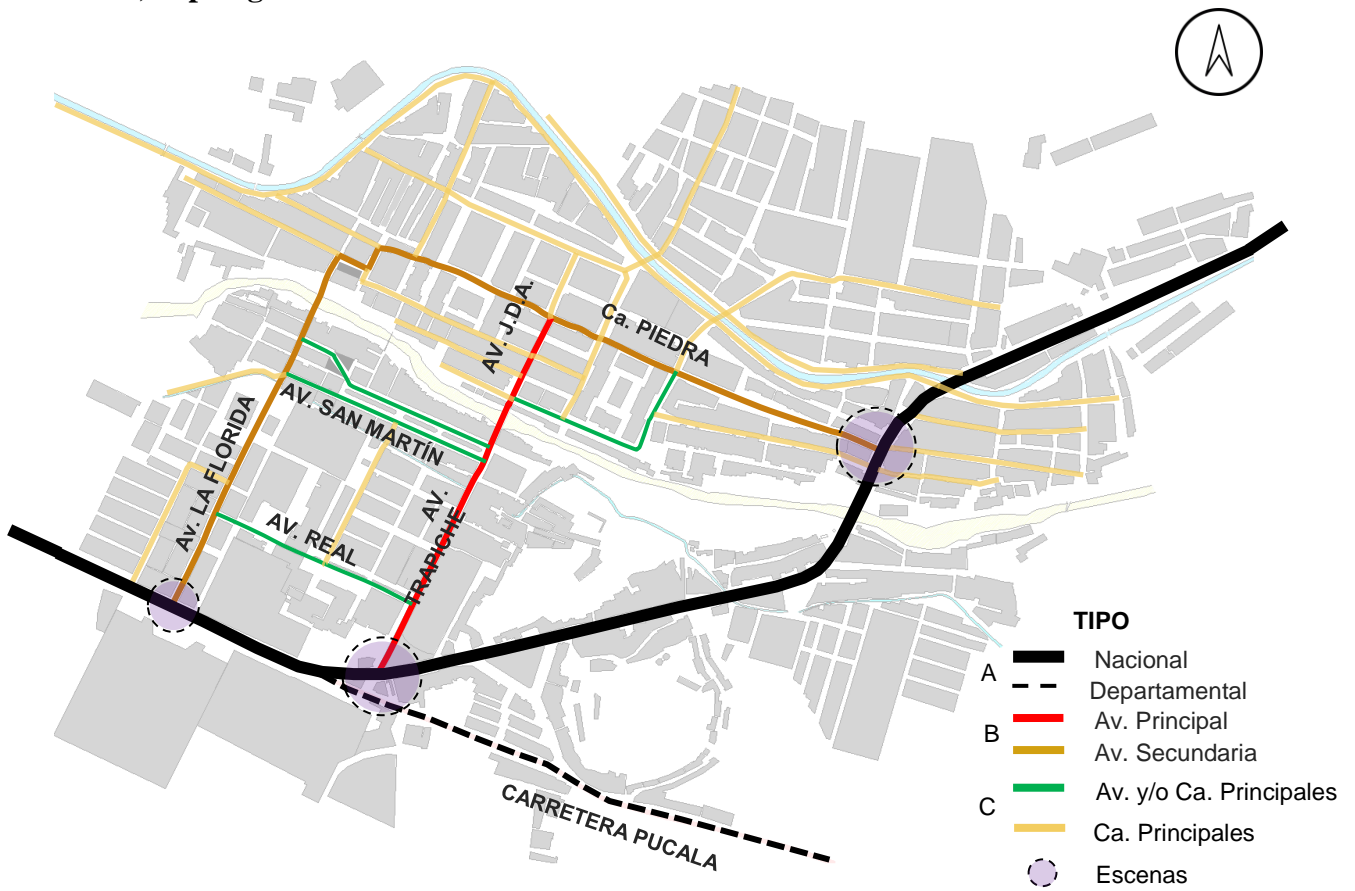 AV. J.D.A.
Ca. PIEDRA
AV. SAN MARTÍN
Av. LA FLORIDA
AV. REAL
AV.
TRAPICHE
CARRETERA PUCALA
TIPO
A
Nacional
Departamental
B
Av. Principal
Av. Secundaria
C
Av. y/o Ca. Principales
Ca. Principales
Escenas